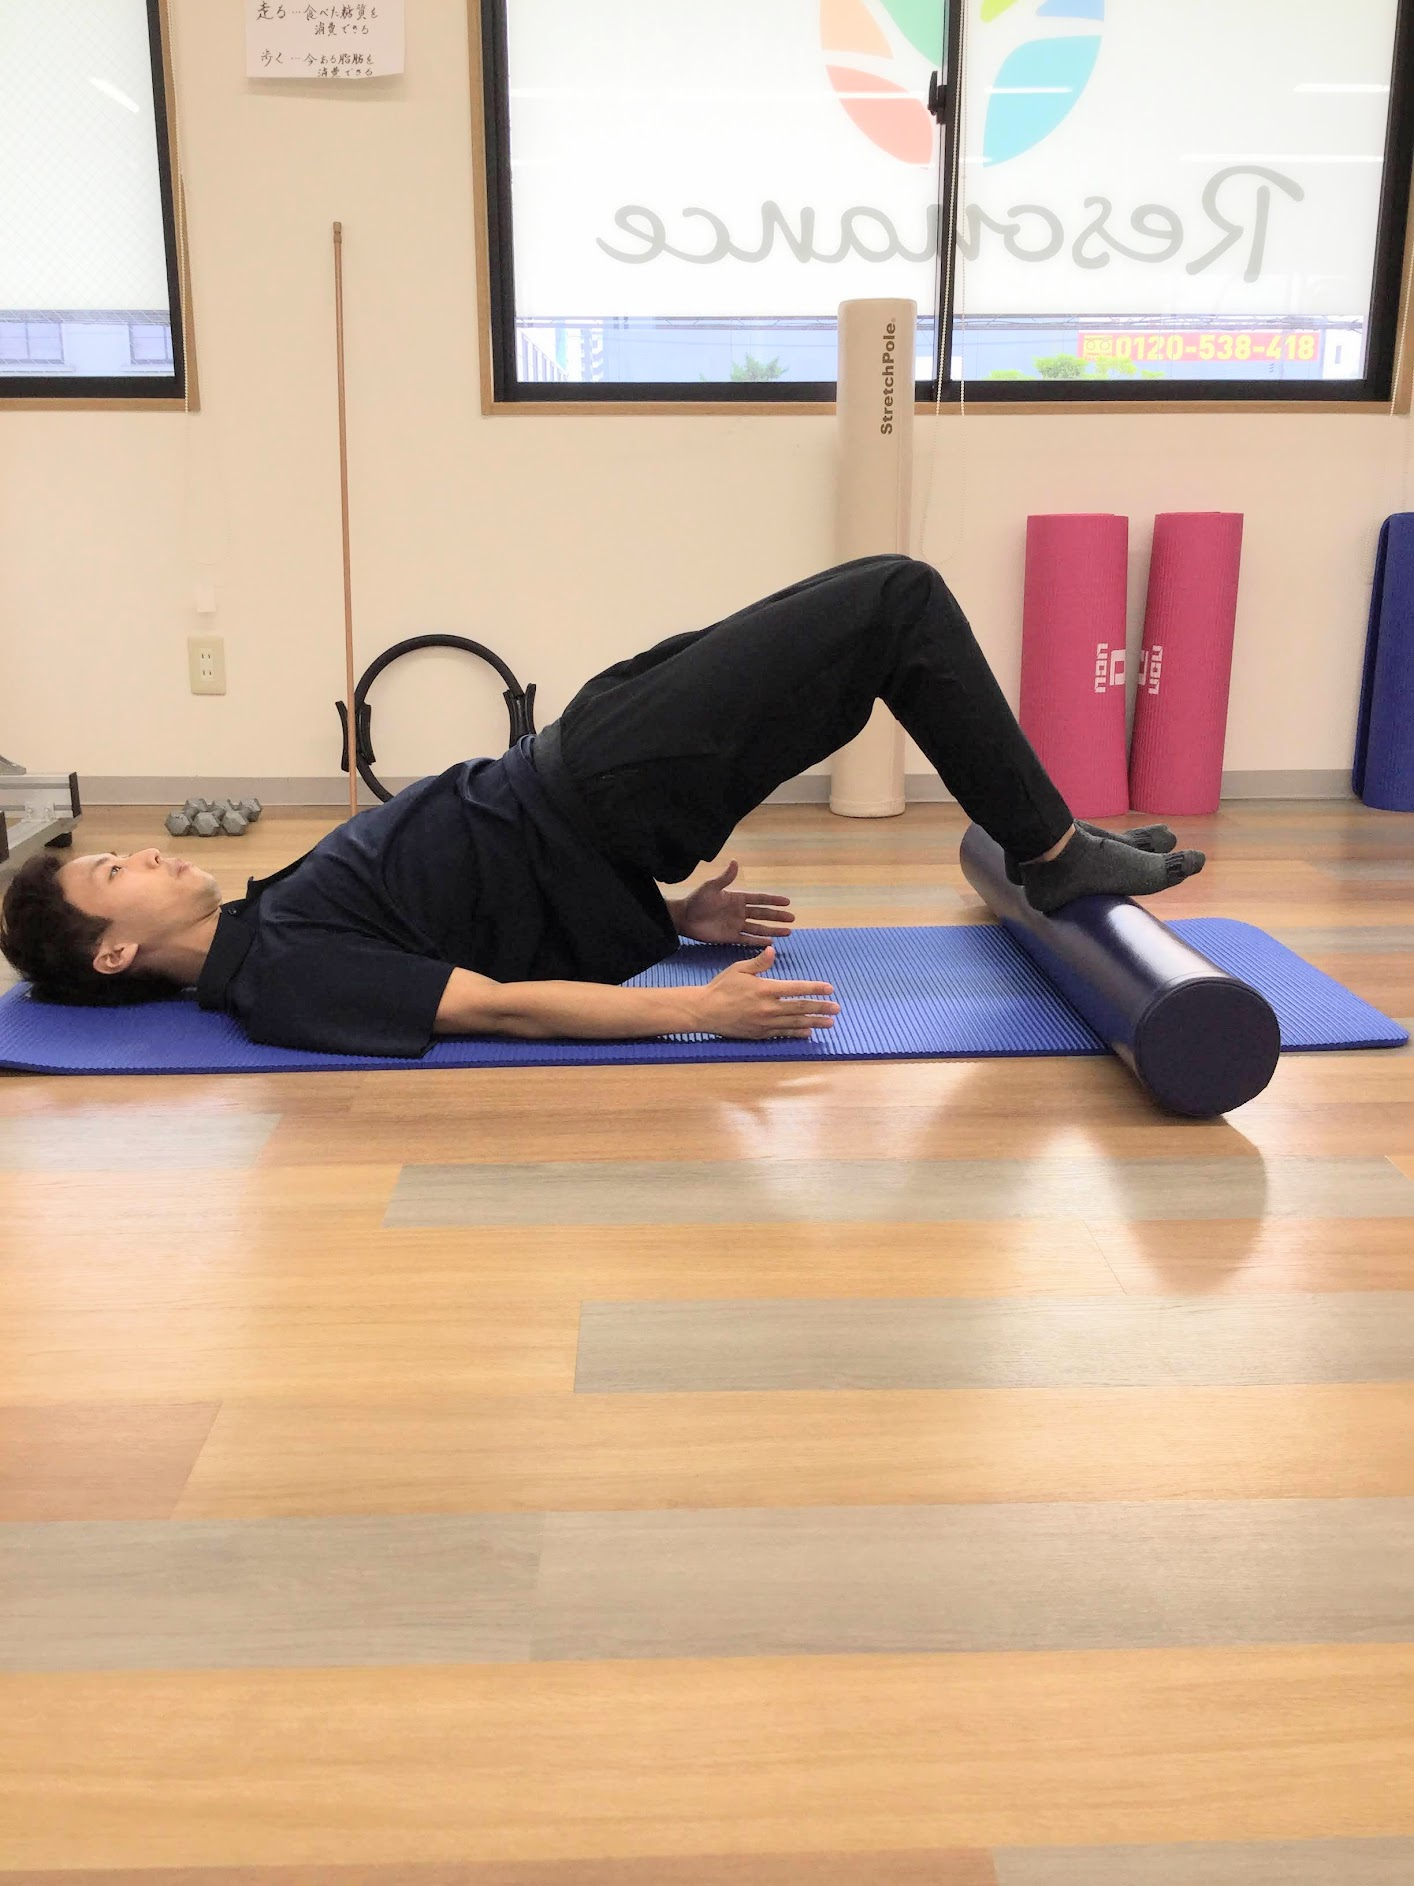 走る…食べた糖質を
消費できる
歩く…今ある脂肪を
消費できる
Resonance
StretchPole®
0120-538-418